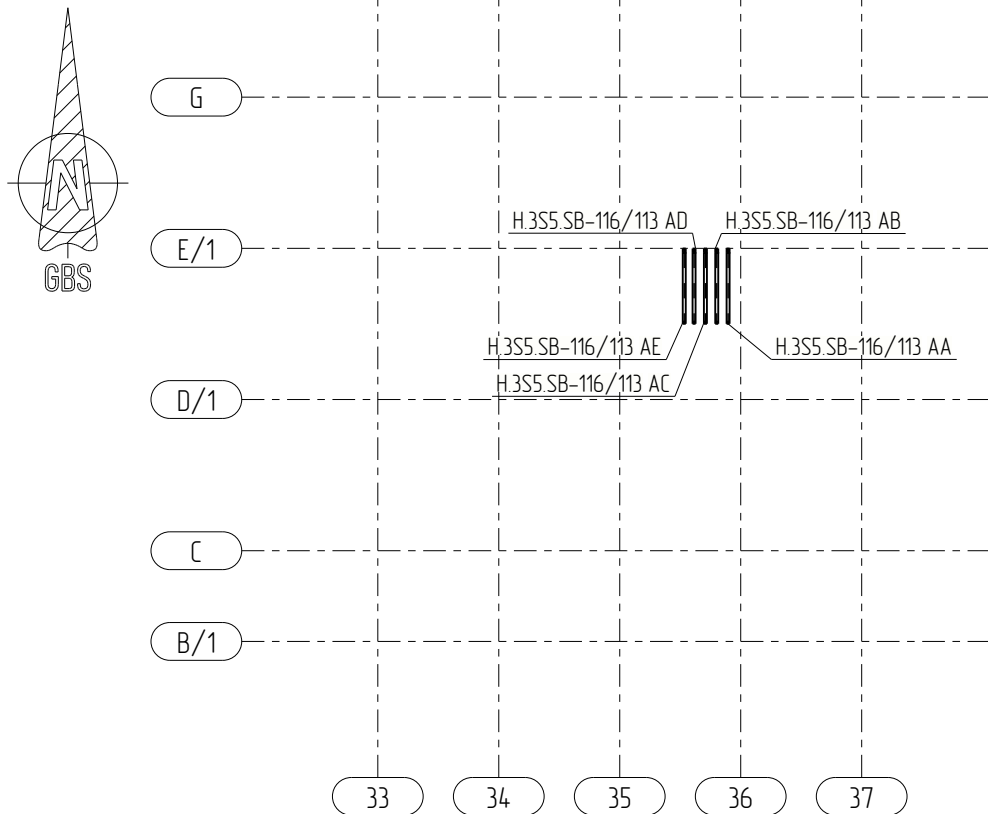 G
N
H.3S5.SB-116/113 AD
H.3S5.SB-116/113 AB
E/1
GBS
H.3S5.SB-116/113 AE
H.3S5.SB-116/113 AA
H.3S5.SB-116/113 AC
D/1
C
B/1
33
34
35
36
37